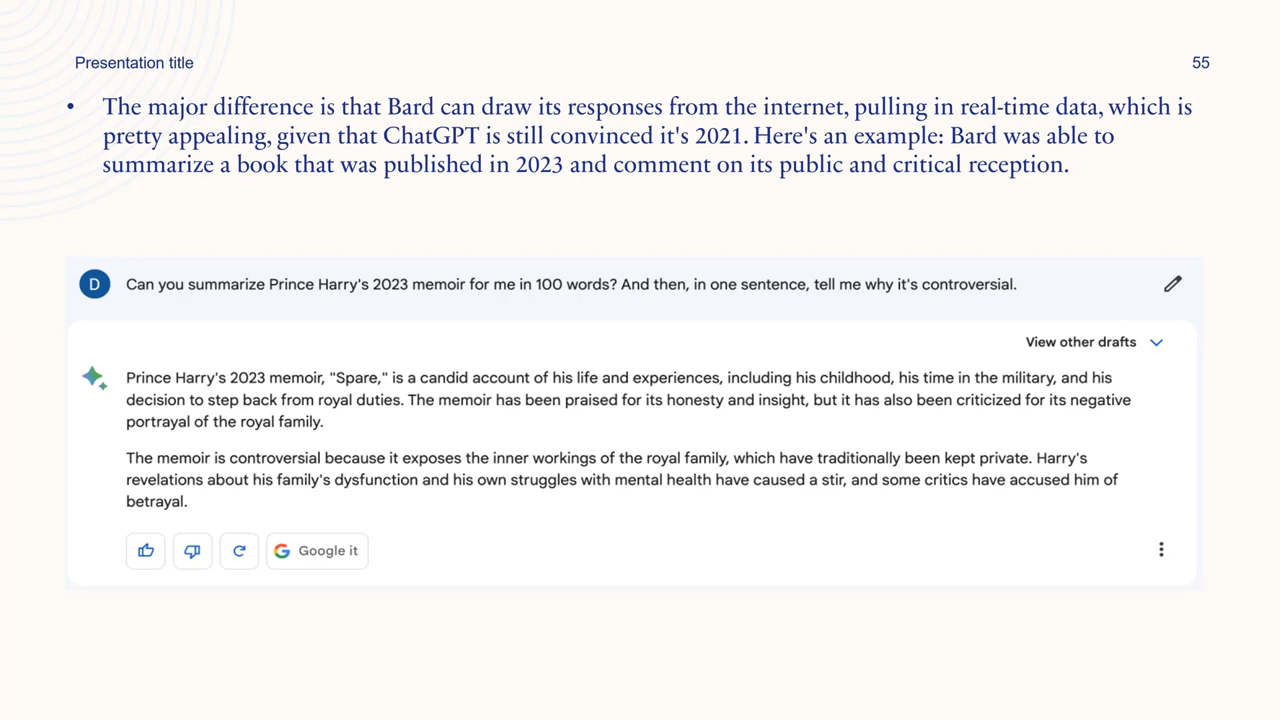 Presentation title
55
• The major difference is that Bard can draw its responses from the internet, pulling in real-time data, which is
pretty appealing, given that ChatGPT is still convinced it's 2021. Here's an example: Bard was able to
summarize a book that was published in 2023 and comment on its public and critical reception.
D
Can you summarize Prince Harry's 2023 memoir for me in 100 words? And then, in one sentence, tell me why it's controversial.
View other drafts
Prince Harry's 2023 memoir, "Spare," is a candid account of his life and experiences, including his childhood, his time in the military, and his
decision to step back from royal duties. The memoir has been praised for its honesty and insight, but it has also been criticized for its negative
portrayal of the royal family.
The memoir is controversial because it exposes the inner workings of the royal family, which have traditionally been kept private. Harry's
revelations about his family's dysfunction and his own struggles with mental health have caused a stir, and some critics have accused him of
betrayal.
G Google it